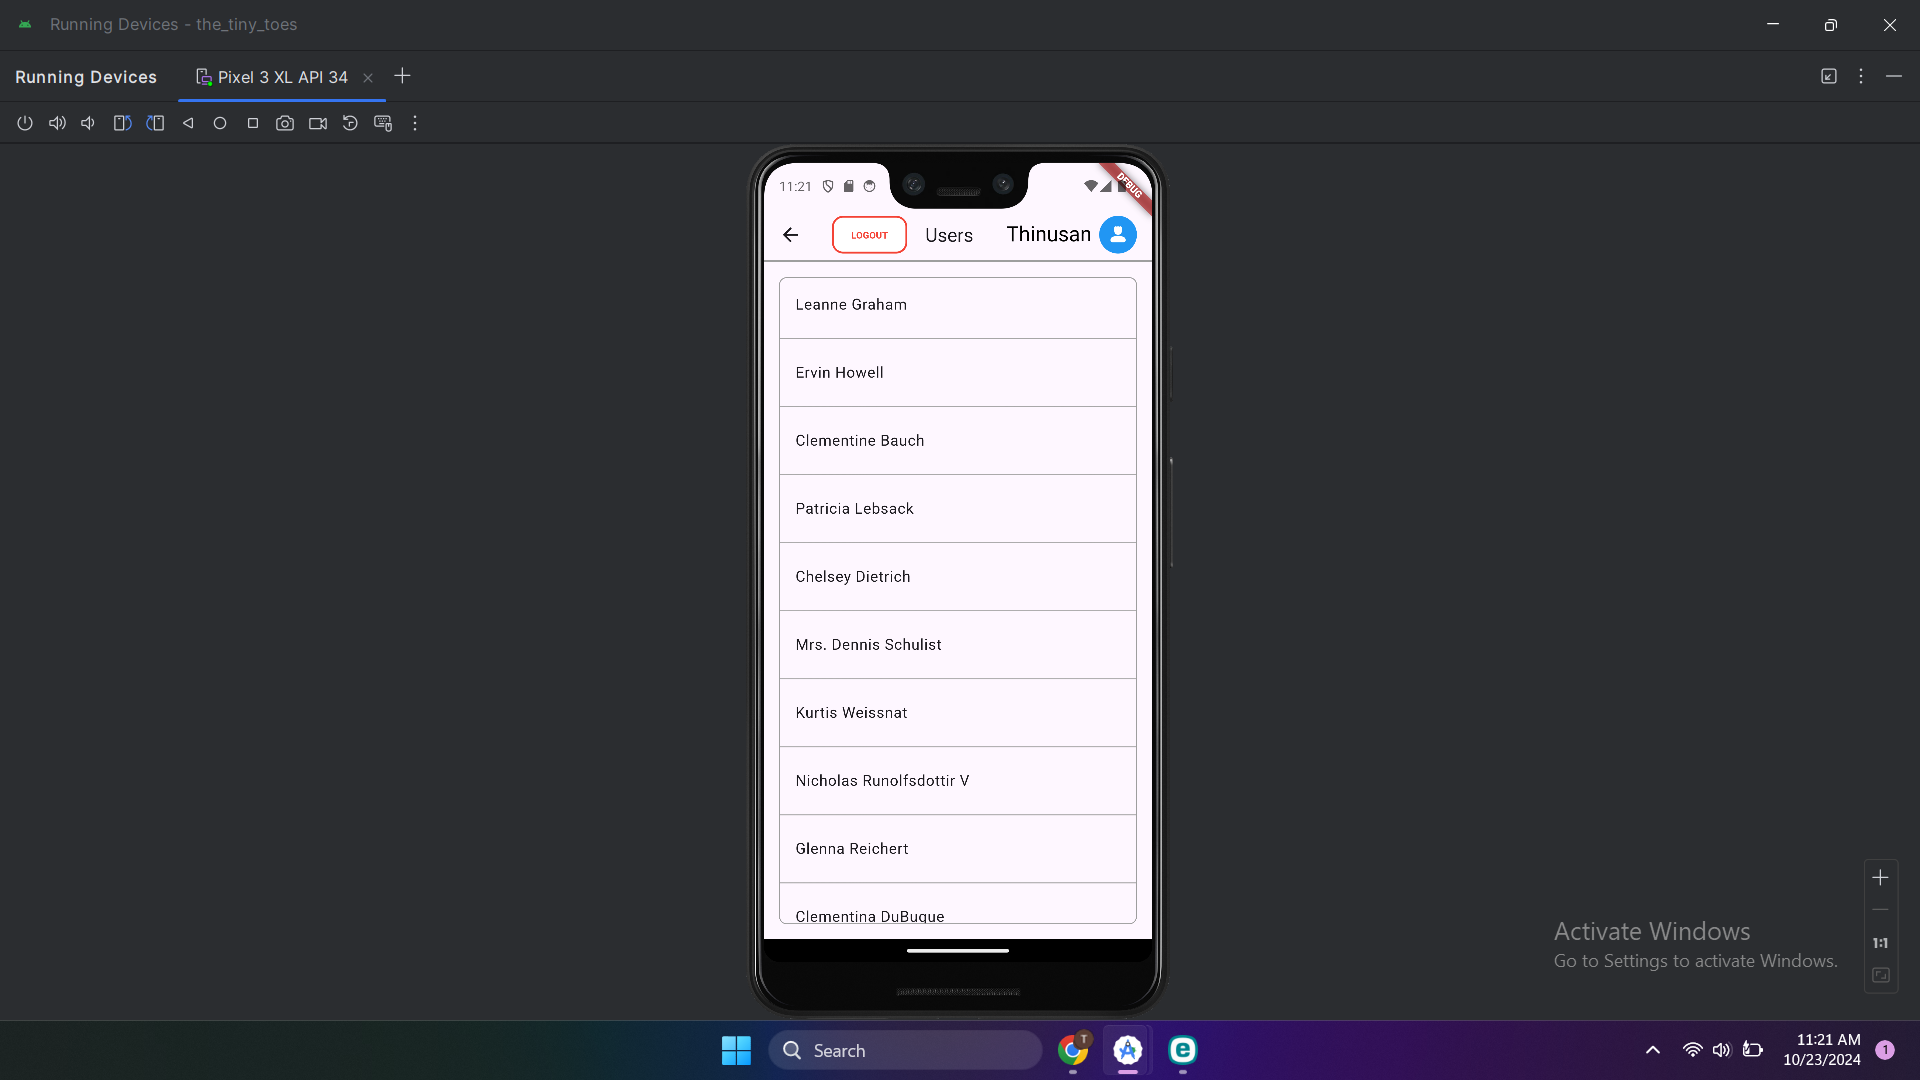 Running Devices - the_tiny_toes
Running Devices
Pixel 3 XL API 34
11:21
DEBUG
LOGOUT
Users
Thinusan
Leanne Graham
Ervin Howell
Clementine Bauch
Patricia Lebsack
Chelsey Dietrich
Mrs. Dennis Schulist
Kurtis Weissnat
Nicholas Runolfsdottir V
Glenna Reichert
Clementina DuBuque
1:1
Activate Windows
Go to Settings to activate Windows.
Search
T
11:21 AM
10/23/2024
1